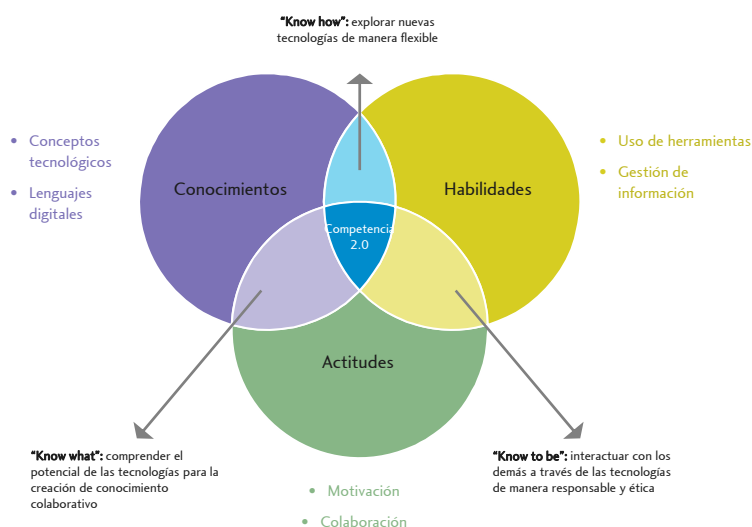 "Know how": explorar nuevas
tecnologías de manera flexible
• Conceptos
tecnológicos
• Lenguajes
digitales
Conocimientos
Habilidades
• Uso de herramientas
• Gestión de
información
Competencia
2.0
Actitudes
"Know what": comprender el
potencial de las tecnologías para la
creación de conocimiento
colaborativo
"Know to be": interactuar con los
demás a través de las tecnologías
de manera responsable y ética
• Motivación
• Colaboración